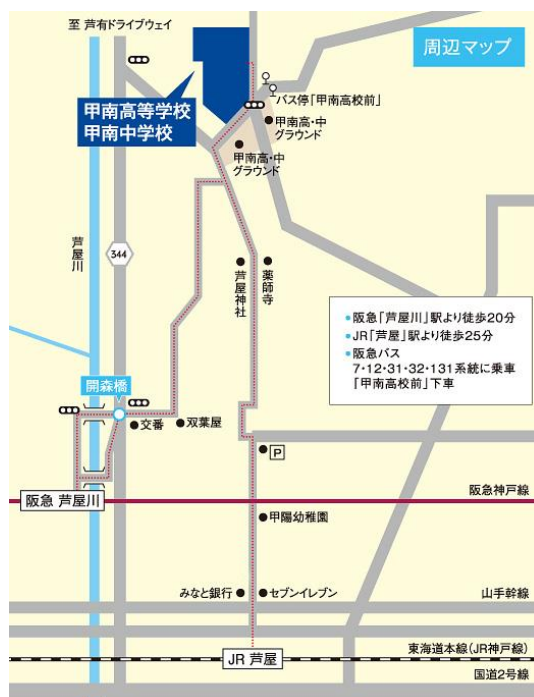 至 芦有ドライブウェイ
周辺マップ
甲南高等学校
甲南中学校
バス停「甲南高校前」
甲南高・中
グラウンド
甲南高・中
グラウンド
芦屋川
344
芦屋神社
薬師寺
阪急「芦屋川」駅より徒歩20分
JR「芦屋」駅より徒歩25分
阪急バス
7・12・31・32・131系統に乗車
「甲南高校前」下車
開森橋
交番
双葉屋
P
阪急 芦屋川
阪急神戸線
甲陽幼稚園
みなと銀行
セブンイレブン
山手幹線
東海道本線(JR神戸線)
JR 芦屋
国道2号線